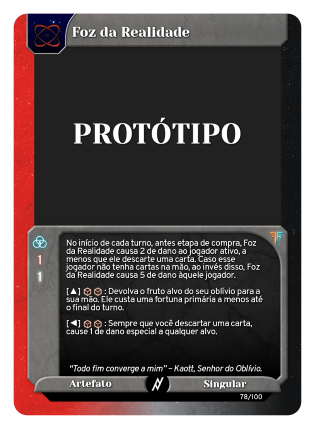 Foz da Realidade
PROTÓTIPO
No início de cada turno, antes etapa de compra, Foz
da Realidade causa 2 de dano ao jogador ativo, a
menos que ele descarte uma carta. Caso esse
jogador não tenha cartas na mão, ao invés disso, Foz
da Realidade causa 5 de dano àquele jogador.
1
1
[▲] : Devolva o fruto alvo do seu oblívio para a
sua mão. Ele custa uma fortuna primária a menos até
o final do turno.
[◄] : Sempre que você descartar uma carta,
cause 1 de dano especial a qualquer alvo.
“Todo fim converge a mim” – Kaott, Senhor do Oblívio.
Artefato
Singular
78/100